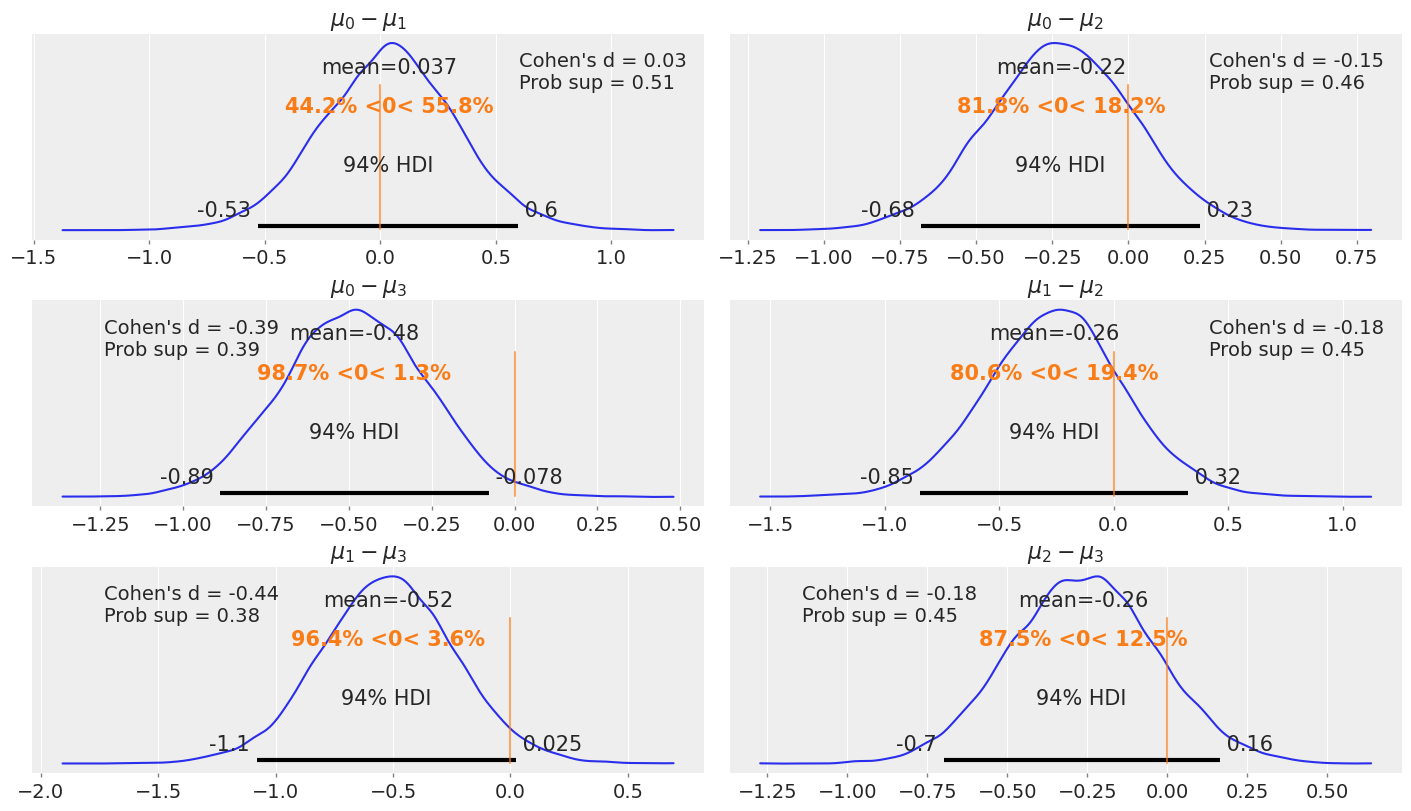 μ₀ − μ₁
Cohen's d = 0.03
Prob sup = 0.51
mean=0.037
44.2% <0< 55.8%
94% HDI
-0.53
0.6
−1.5 −1.0 −0.5 0.0 0.5 1.0
μ₀ − μ₂
Cohen's d = -0.15
Prob sup = 0.46
mean=-0.22
81.8% <0< 18.2%
94% HDI
-0.68
0.23
−1.25 −1.00 −0.75 −0.50 −0.25 0.00 0.25 0.50 0.75
μ₀ − μ₃
Cohen's d = -0.39
Prob sup = 0.39
mean=-0.48
98.7% <0< 1.3%
94% HDI
-0.89
-0.078
−1.25 −1.00 −0.75 −0.50 −0.25 0.00 0.25 0.50
μ₁ − μ₂
Cohen's d = -0.18
Prob sup = 0.45
mean=-0.26
80.6% <0< 19.4%
94% HDI
-0.85
0.32
−1.5 −1.0 −0.5 0.0 0.5 1.0
μ₁ − μ₃
Cohen's d = -0.44
Prob sup = 0.38
mean=-0.52
96.4% <0< 3.6%
94% HDI
-1.1
0.025
−2.0 −1.5 −1.0 −0.5 0.0 0.5
μ₂ − μ₃
Cohen's d = -0.18
Prob sup = 0.45
mean=-0.26
87.5% <0< 12.5%
94% HDI
-0.7
0.16
−1.25 −1.00 −0.75 −0.50 −0.25 0.00 0.25 0.50